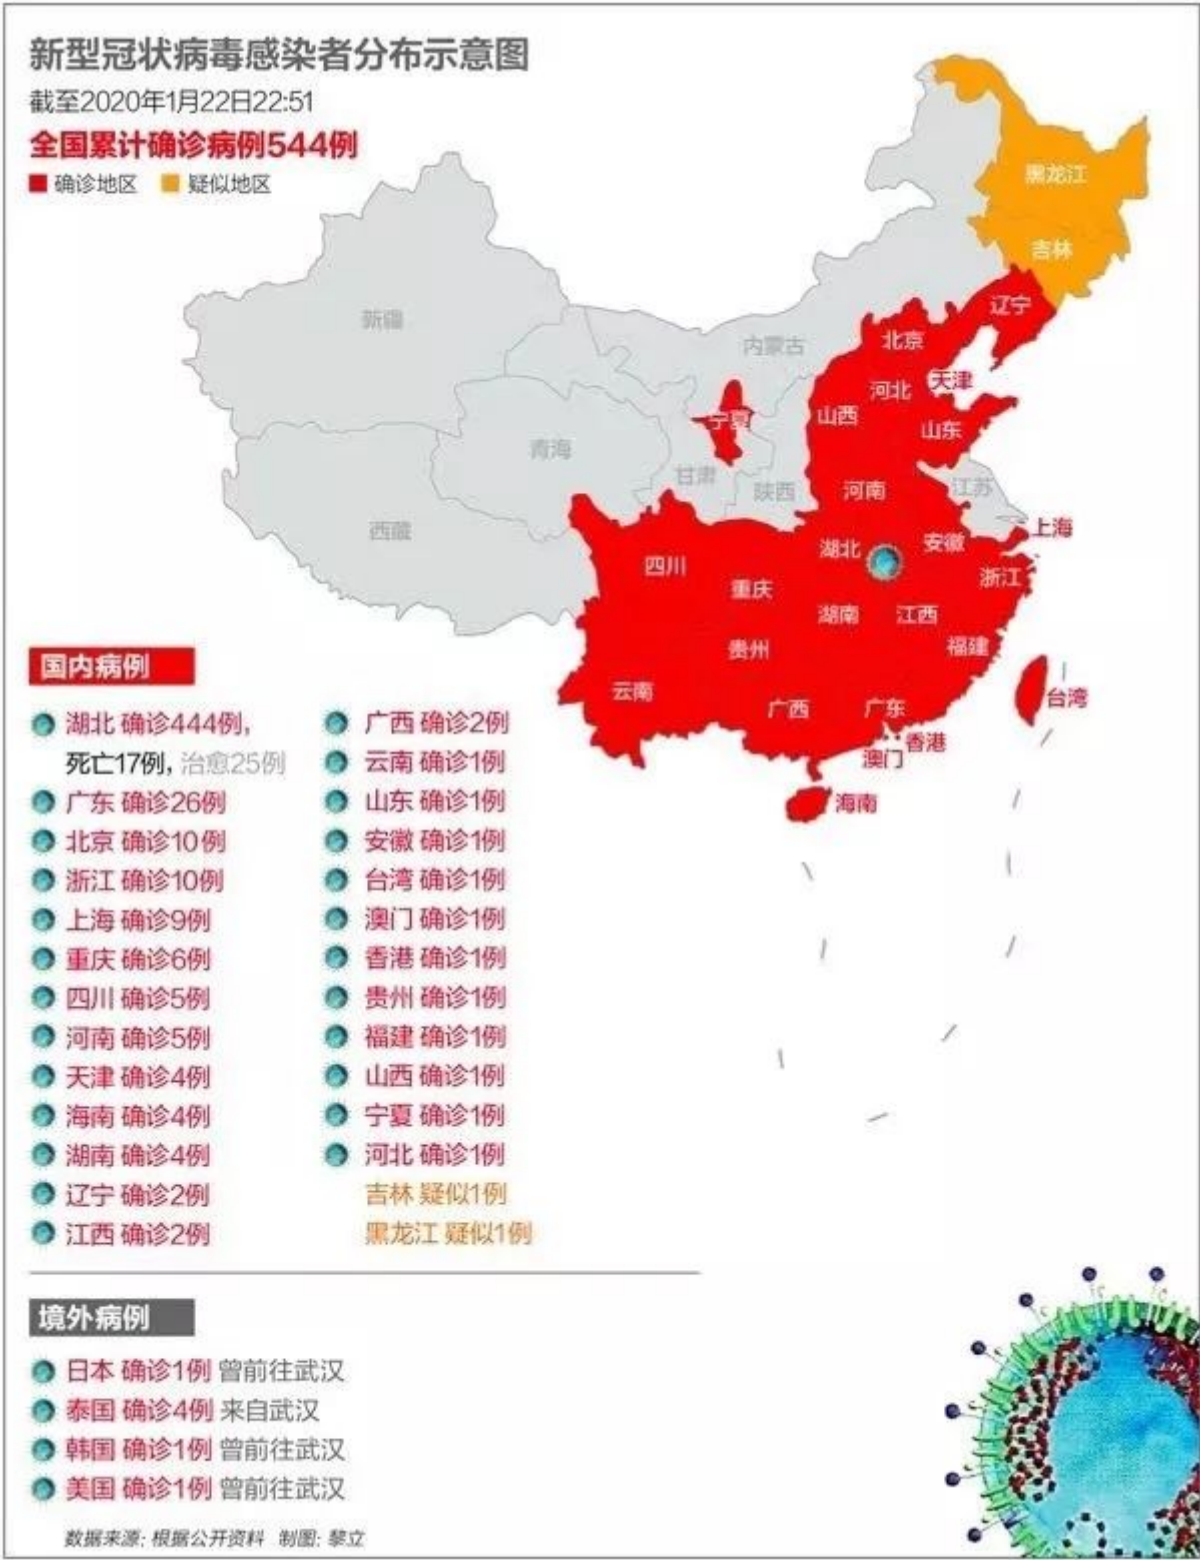 新型冠状病毒感染者分布示意图
截至2020年1月22日22:51
全国累计确诊病例544例
确诊地区 疑似地区
黑龙江
吉林
辽宁
新疆
内蒙古
北京
天津
河北
宁夏
山西
山东
青海
甘肃
陕西
河南
江苏
西藏
上海
湖北
安徽
四川
浙江
重庆
湖南
江西
贵州
福建
云南
广西
广东
台湾
香港
澳门
海南
国内病例
湖北 确诊444例,
死亡17例, 治愈25例
广东 确诊26例
北京 确诊10例
浙江 确诊10例
上海 确诊9例
重庆 确诊6例
四川 确诊5例
河南 确诊5例
天津 确诊4例
海南 确诊4例
湖南 确诊4例
辽宁 确诊2例
江西 确诊2例
广西 确诊2例
云南 确诊1例
山东 确诊1例
安徽 确诊1例
台湾 确诊1例
澳门 确诊1例
香港 确诊1例
贵州 确诊1例
福建 确诊1例
山西 确诊1例
宁夏 确诊1例
河北 确诊1例
吉林 疑似1例
黑龙江 疑似1例
境外病例
日本 确诊1例 曾前往武汉
泰国 确诊4例 来自武汉
韩国 确诊1例 曾前往武汉
美国 确诊1例 曾前往武汉
数据来源: 根据公开资料 制图: 黎立